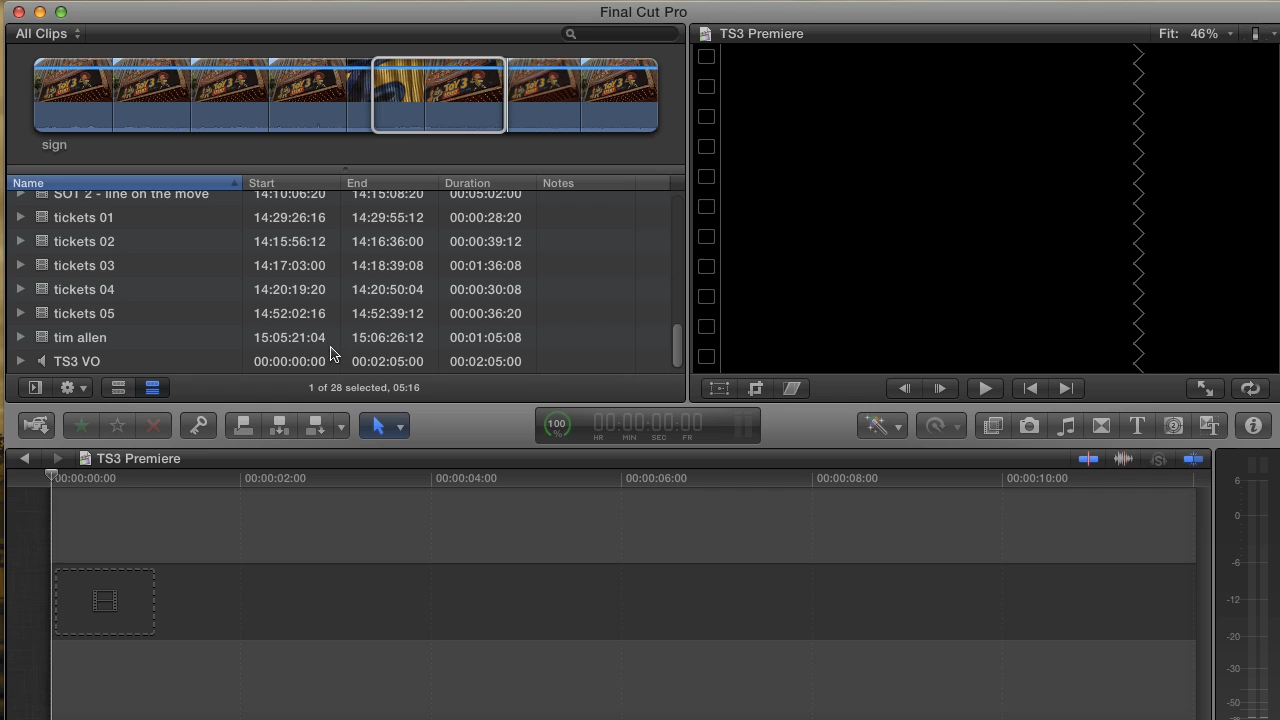 Final Cut Pro
All Clips
TS3 Premiere Fit: 46%
sign
Name Start End Duration Notes
SOT 2 - line on the move 14:10:06:20 14:15:08:20 00:05:02:00
tickets 01 14:29:26:16 14:29:55:12 00:00:28:20
tickets 02 14:15:56:12 14:16:36:00 00:00:39:12
tickets 03 14:17:03:00 14:18:39:08 00:01:36:08
tickets 04 14:20:19:20 14:20:50:04 00:00:30:08
tickets 05 14:52:02:16 14:52:39:12 00:00:36:20
tim allen 15:05:21:04 15:06:26:12 00:01:05:08
TS3 VO 00:00:00:00 00:02:05:00 00:02:05:00
1 of 28 selected, 05:16
100 % 00:00:00:00
HR MIN SEC FR
TS3 Premiere
00:00:00:00 00:00:02:00 00:00:04:00 00:00:06:00 00:00:08:00 00:00:10:00
6
0
-6
-12
-20
-30
-50